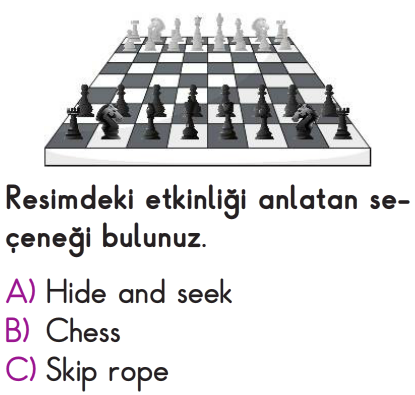 Resimdeki etkinliği anlatan se-
çeneği bulunuz.
A) Hide and seek
B) Chess
C) Skip rope